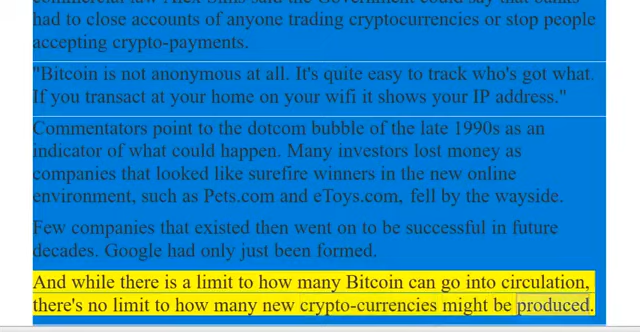 commercial law Alex Sims said the Government could say that banks
had to close accounts of anyone trading cryptocurrencies or stop people
accepting crypto-payments.
"Bitcoin is not anonymous at all. It's quite easy to track who's got what.
If you transact at your home on your wifi it shows your IP address."
Commentators point to the dotcom bubble of the late 1990s as an
indicator of what could happen. Many investors lost money as
companies that looked like surefire winners in the new online
environment, such as Pets.com and eToys.com, fell by the wayside.
Few companies that existed then went on to be successful in future
decades. Google had only just been formed.
And while there is a limit to how many Bitcoin can go into circulation,
there's no limit to how many new crypto-currencies might be produced.